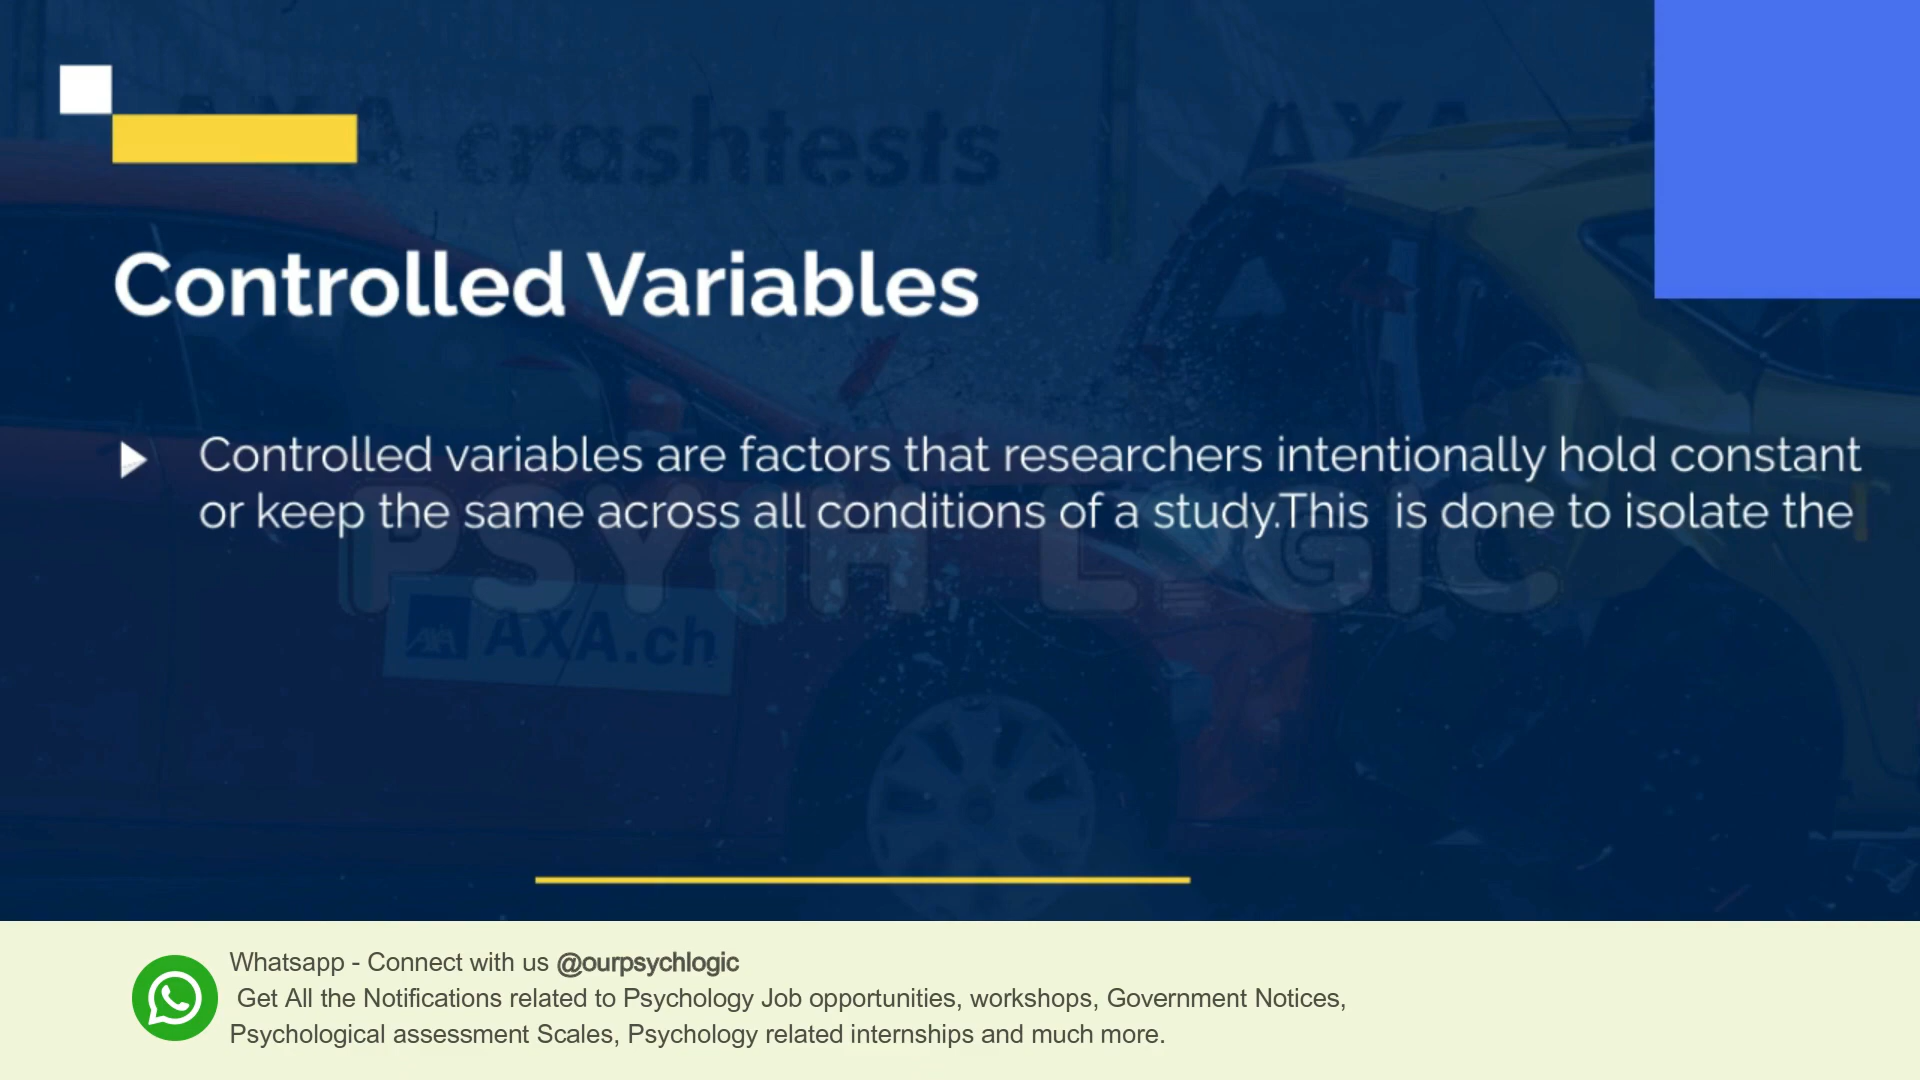 AXA crashtests
AXA
Controlled Variables
Controlled variables are factors that researchers intentionally hold constant
or keep the same across all conditions of a study.This  is done to isolate the
PSYCH LOGIC
AXA AXA.ch
Whatsapp - Connect with us @ourpsychlogic
Get All the Notifications related to Psychology Job opportunities, workshops, Government Notices,
Psychological assessment Scales, Psychology related internships and much more.